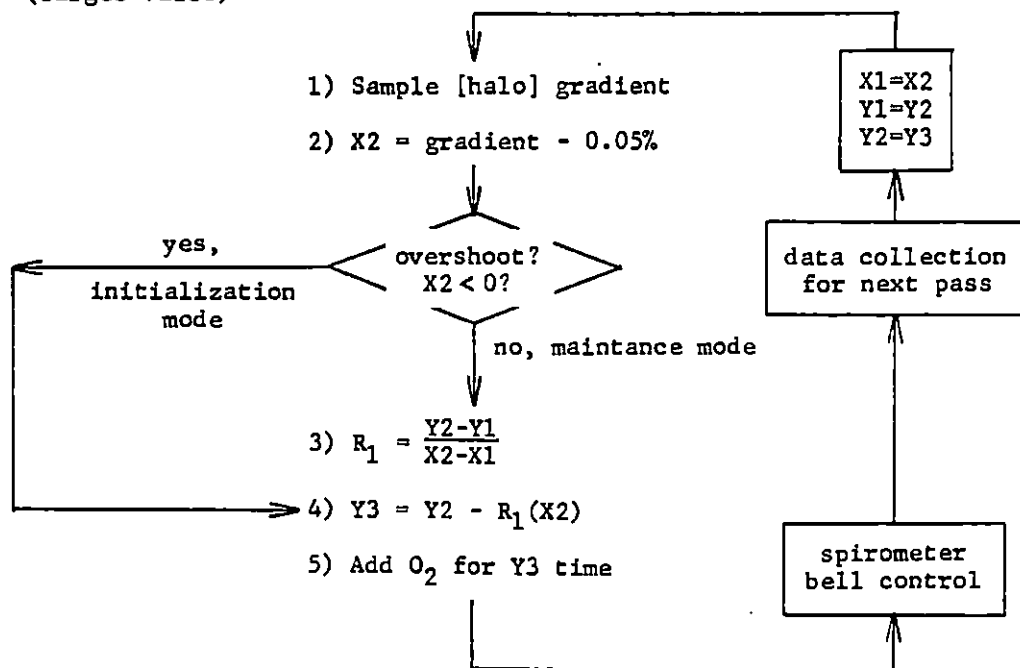 1) Sample [halo] gradient
2) X2 = gradient - 0.05%
overshoot?
X2 < 0?
yes,
initialization
mode
no, maintance mode
3) R1 = Y2-Y1
X2-X1
4) Y3 = Y2 - R1(X2)
5) Add O2 for Y3 time
spirometer
bell control
data collection
for next pass
X1=X2
Y1=Y2
Y2=Y3